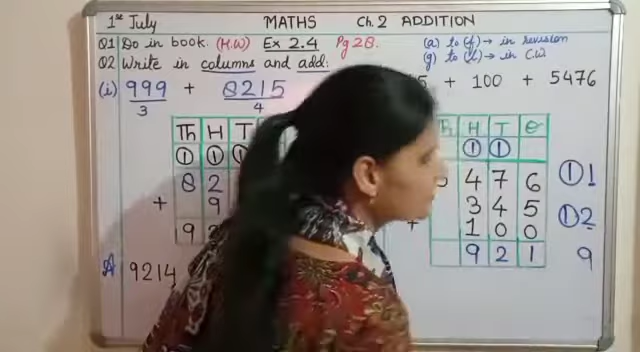 1st July MATHS Ch. 2 ADDITION
Q1 Do in book. (H.W) Ex 2.4 Pg 28. (a) to (f) → in revision
(g) to (l) → in C.W
Q2 Write in columns and add:
(i) 999 + 8215
3 4
5 + 100 + 5476
Th H T
1 1 1
8 2
+ 9
9 2
A 9214
H T O
1 1
4 7 6
3 4 5
+ 1 0 0
9 2 1
1 1
1 2
9